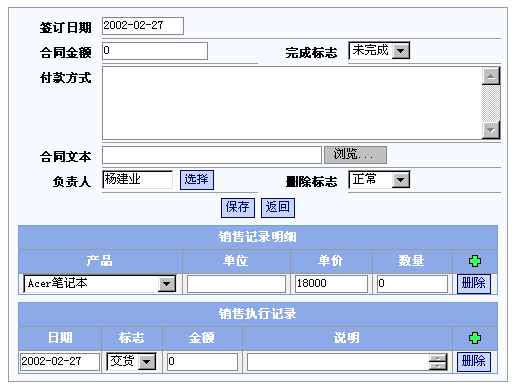 签订日期 2002-02-27
合同金额 0 完成标志 未完成
付款方式
合同文本 浏览...
负责人 杨建业 选择 删除标志 正常
保存 返回
销售记录明细
产品 单位 单价 数量
Acer笔记本 18000 0 删除
销售执行记录
日期 标志 金额 说明
2002-02-27 交货 0 删除